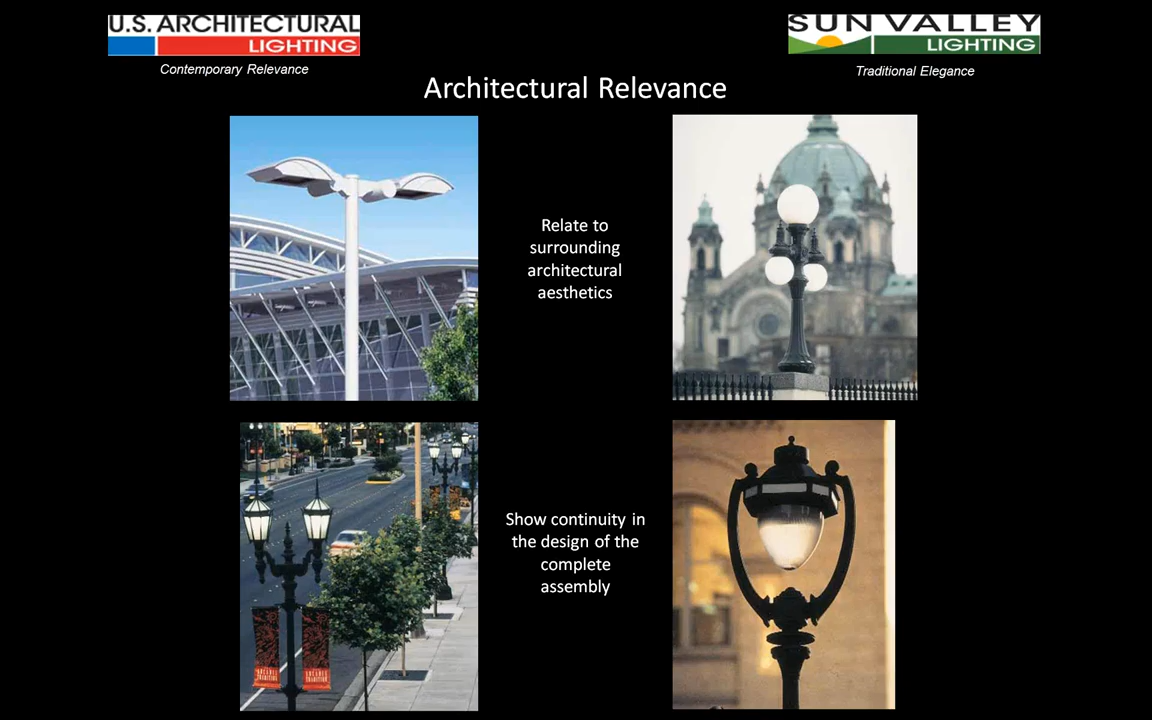 U.S. ARCHITECTURAL
LIGHTING
Contemporary Relevance
SUN VALLEY
LIGHTING
Traditional Elegance
Architectural Relevance
Relate to
surrounding
architectural
aesthetics
Show continuity in
the design of the
complete
assembly